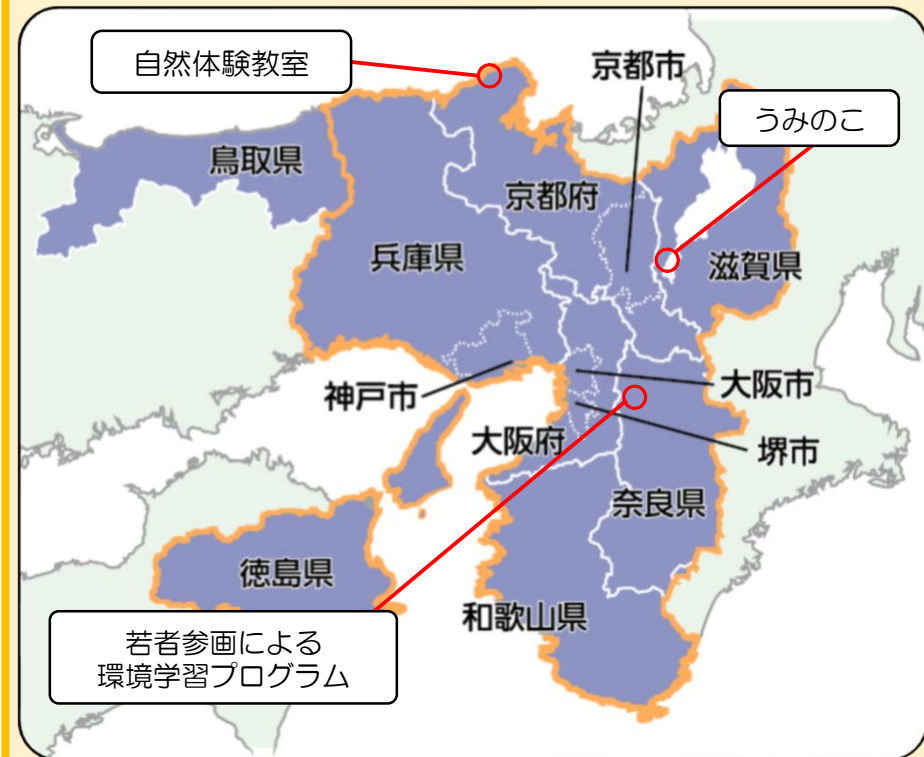 自然体験教室
京都市
うみのこ
鳥取県
京都府
兵庫県
滋賀県
神戸市
大阪市
大阪府
堺市
奈良県
徳島県
和歌山県
若者参画による
環境学習プログラム